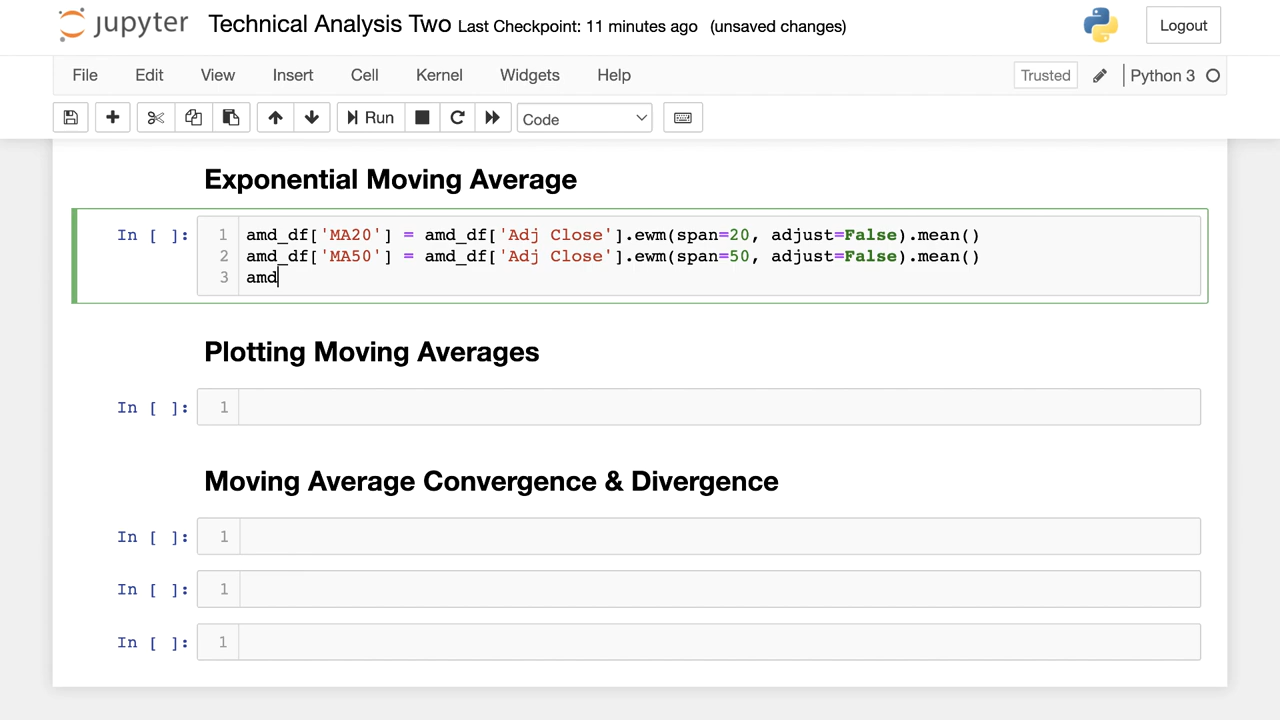 jupyter Technical Analysis Two Last Checkpoint: 11 minutes ago (unsaved changes) Logout
File Edit View Insert Cell Kernel Widgets Help Trusted Python 3
Run Code
Exponential Moving Average
In [ ]: 1 amd_df['MA20'] = amd_df['Adj Close'].ewm(span=20, adjust=False).mean()
2 amd_df['MA50'] = amd_df['Adj Close'].ewm(span=50, adjust=False).mean()
3 amd
Plotting Moving Averages
In [ ]: 1
Moving Average Convergence & Divergence
In [ ]: 1
In [ ]: 1
In [ ]: 1